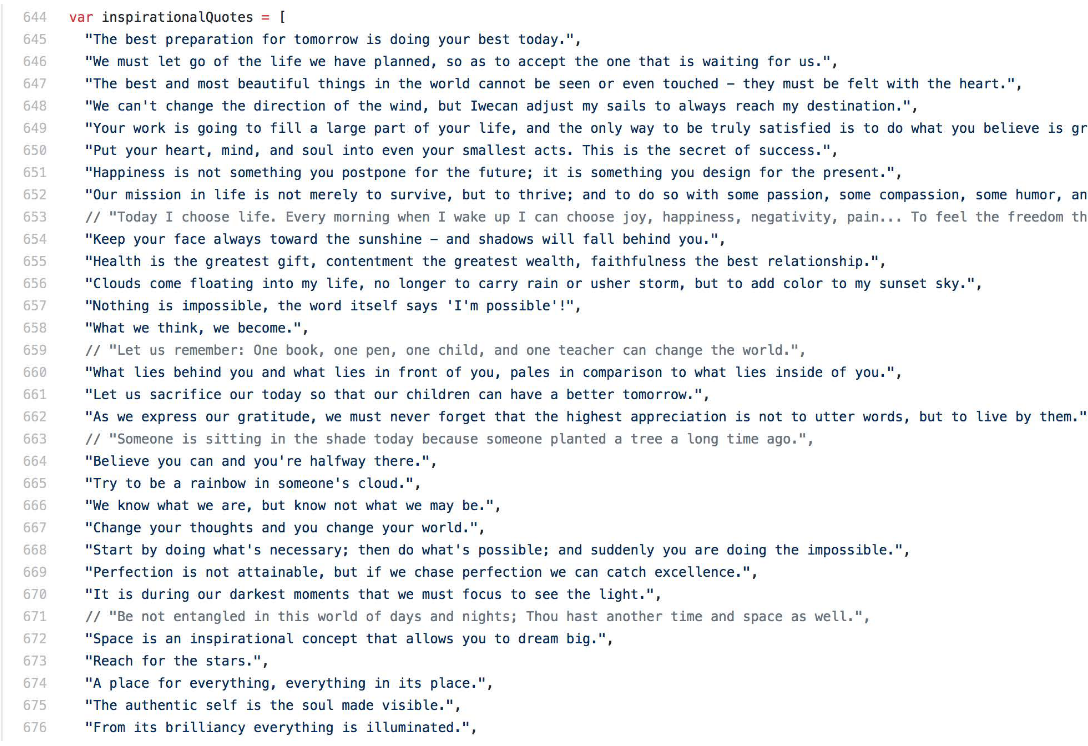 644 var inspirationalQuotes = [
645 "The best preparation for tomorrow is doing your best today.",
646 "We must let go of the life we have planned, so as to accept the one that is waiting for us.",
647 "The best and most beautiful things in the world cannot be seen or even touched – they must be felt with the heart.",
648 "We can't change the direction of the wind, but Iwecan adjust my sails to always reach my destination.",
649 "Your work is going to fill a large part of your life, and the only way to be truly satisfied is to do what you believe is gr
650 "Put your heart, mind, and soul into even your smallest acts. This is the secret of success.",
651 "Happiness is not something you postpone for the future; it is something you design for the present.",
652 "Our mission in life is not merely to survive, but to thrive; and to do so with some passion, some compassion, some humor, an
653 // "Today I choose life. Every morning when I wake up I can choose joy, happiness, negativity, pain... To feel the freedom th
654 "Keep your face always toward the sunshine – and shadows will fall behind you.",
655 "Health is the greatest gift, contentment the greatest wealth, faithfulness the best relationship.",
656 "Clouds come floating into my life, no longer to carry rain or usher storm, but to add color to my sunset sky.",
657 "Nothing is impossible, the word itself says 'I'm possible'!",
658 "What we think, we become.",
659 // "Let us remember: One book, one pen, one child, and one teacher can change the world.",
660 "What lies behind you and what lies in front of you, pales in comparison to what lies inside of you.",
661 "Let us sacrifice our today so that our children can have a better tomorrow.",
662 "As we express our gratitude, we must never forget that the highest appreciation is not to utter words, but to live by them."
663 // "Someone is sitting in the shade today because someone planted a tree a long time ago.",
664 "Believe you can and you're halfway there.",
665 "Try to be a rainbow in someone's cloud.",
666 "We know what we are, but know not what we may be.",
667 "Change your thoughts and you change your world.",
668 "Start by doing what's necessary; then do what's possible; and suddenly you are doing the impossible.",
669 "Perfection is not attainable, but if we chase perfection we can catch excellence.",
670 "It is during our darkest moments that we must focus to see the light.",
671 // "Be not entangled in this world of days and nights; Thou hast another time and space as well.",
672 "Space is an inspirational concept that allows you to dream big.",
673 "Reach for the stars.",
674 "A place for everything, everything in its place.",
675 "The authentic self is the soul made visible.",
676 "From its brilliancy everything is illuminated.",